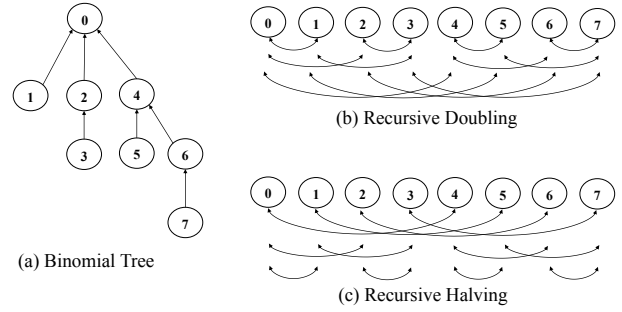 0
1 2 4
3 5 6
7
(a) Binomial Tree
0 1 2 3 4 5 6 7
(b) Recursive Doubling
0 1 2 3 4 5 6 7
(c) Recursive Halving